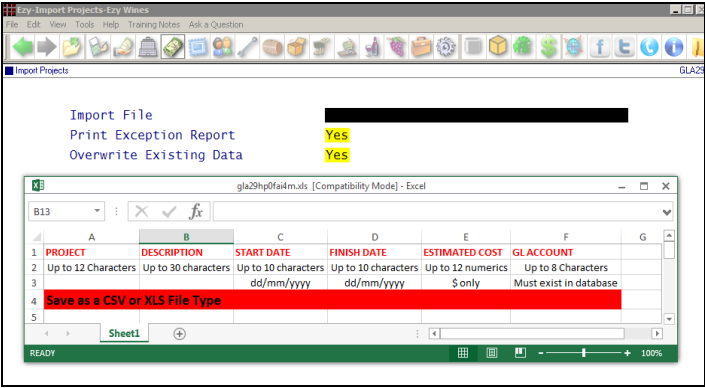 Ezy-Import Projects-Ezy Wines
File Edit View Tools Help Training Notes Ask a Question
Import Projects GLA29
Import File
Print Exception Report Yes
Overwrite Existing Data Yes
gla29hp0fai4m.xls [Compatibility Mode] - Excel
B13 fx
A B C D E F G
1 PROJECT DESCRIPTION START DATE FINISH DATE ESTIMATED COST GL ACCOUNT
2 Up to 12 Characters Up to 30 characters Up to 10 characters Up to 10 characters Up to 12 numerics Up to 8 Characters
3 dd/mm/yyyy dd/mm/yyyy $ only Must exist in database
4 Save as a CSV or XLS File Type
5
Sheet1
READY 100%